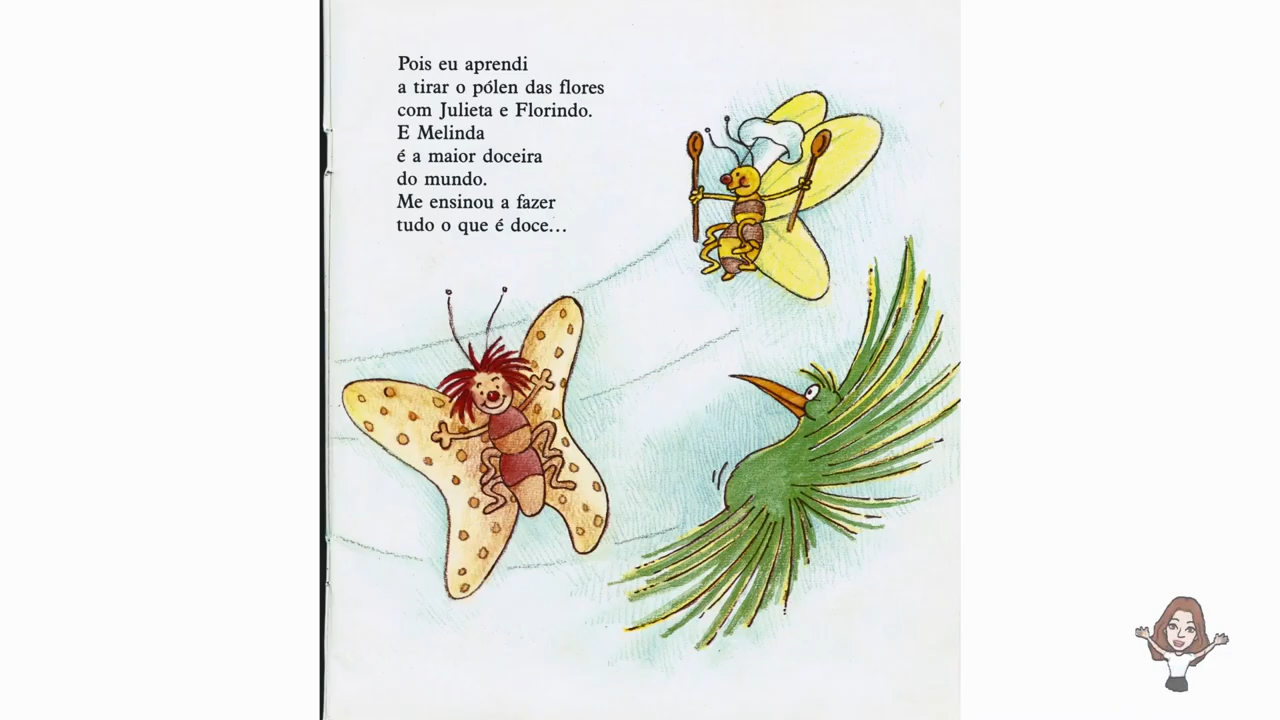 Pois eu aprendi
a tirar o pólen das flores
com Julieta e Florindo.
E Melinda
é a maior doceira
do mundo.
Me ensinou a fazer
tudo o que é doce...